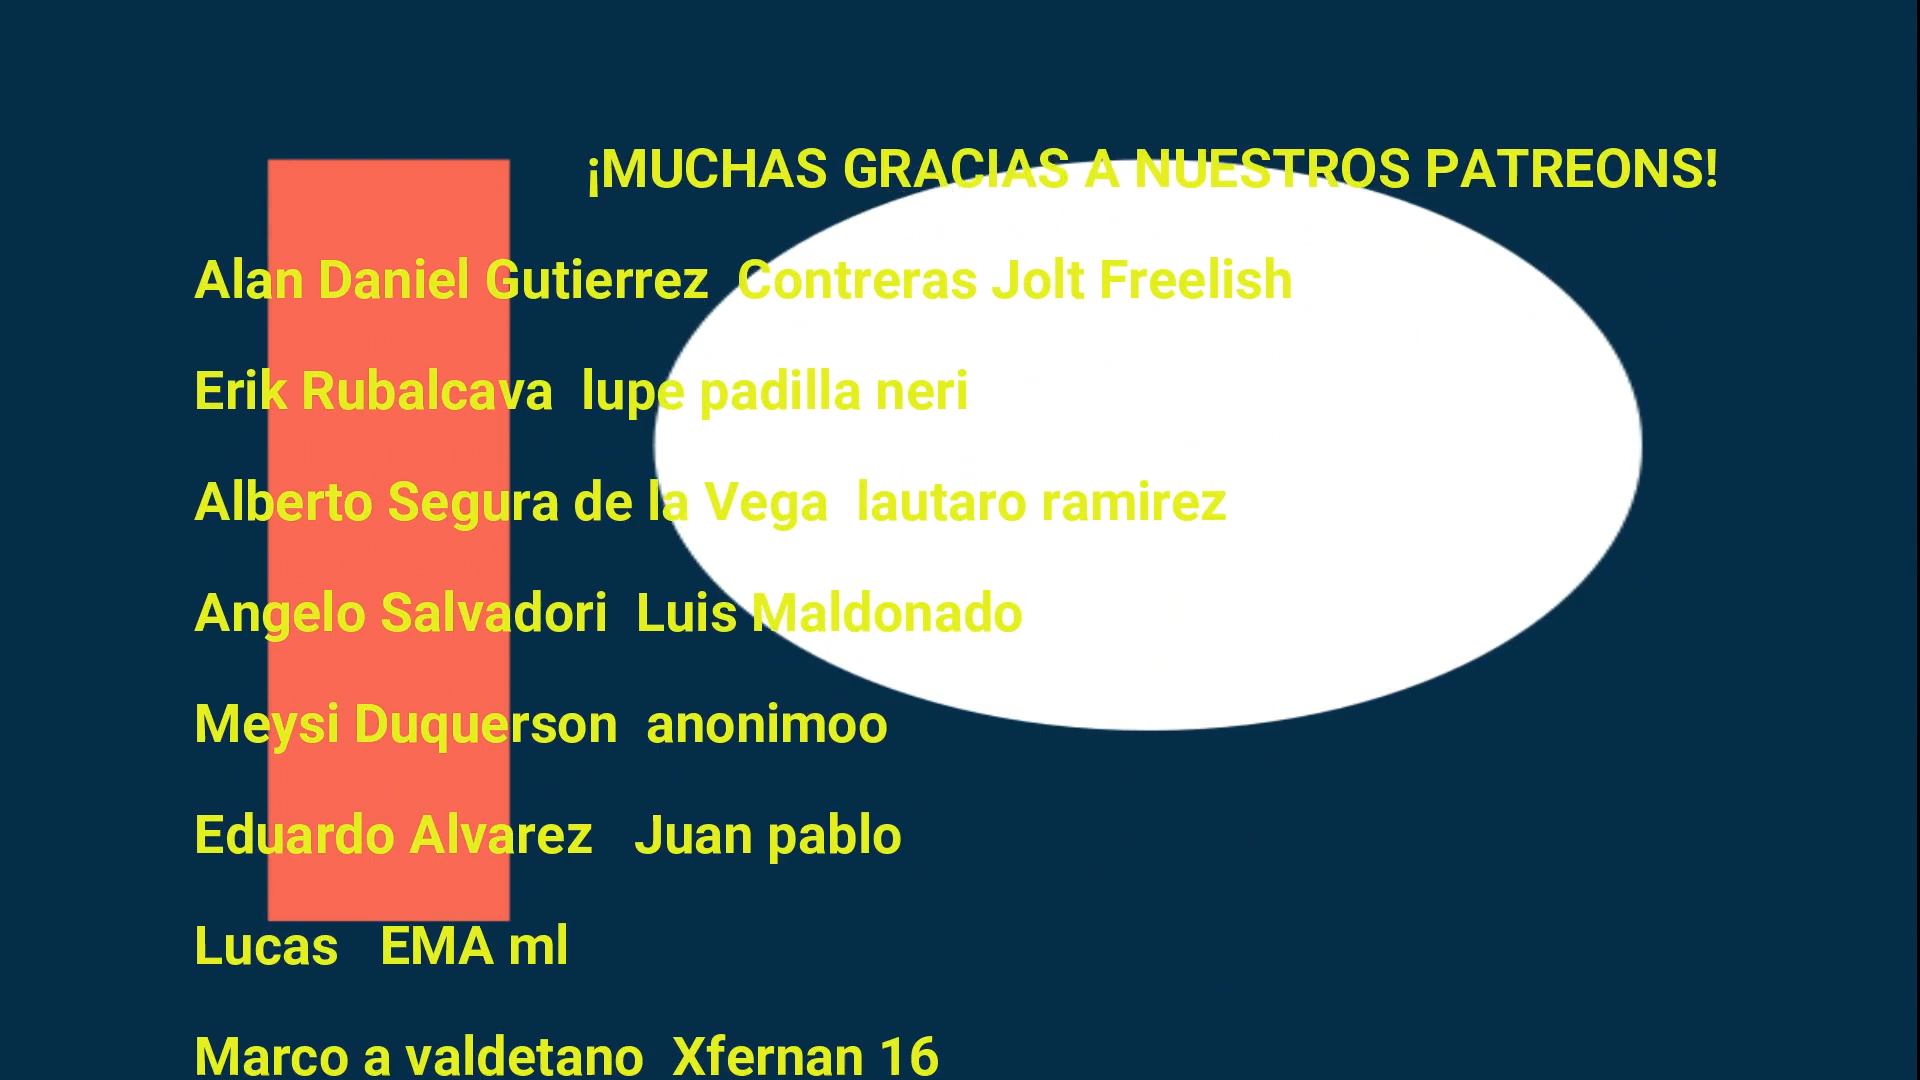 ¡MUCHAS GRACIAS A NUESTROS PATREONS!
Alan Daniel Gutierrez  Contreras Jolt Freelish
Erik Rubalcava  lupe padilla neri
Alberto Segura de la Vega  lautaro ramirez
Angelo Salvadori  Luis Maldonado
Meysi Duquerson  anonimoo
Eduardo Alvarez   Juan pablo
Lucas   EMA ml
Marco a valdetano  Xfernan 16